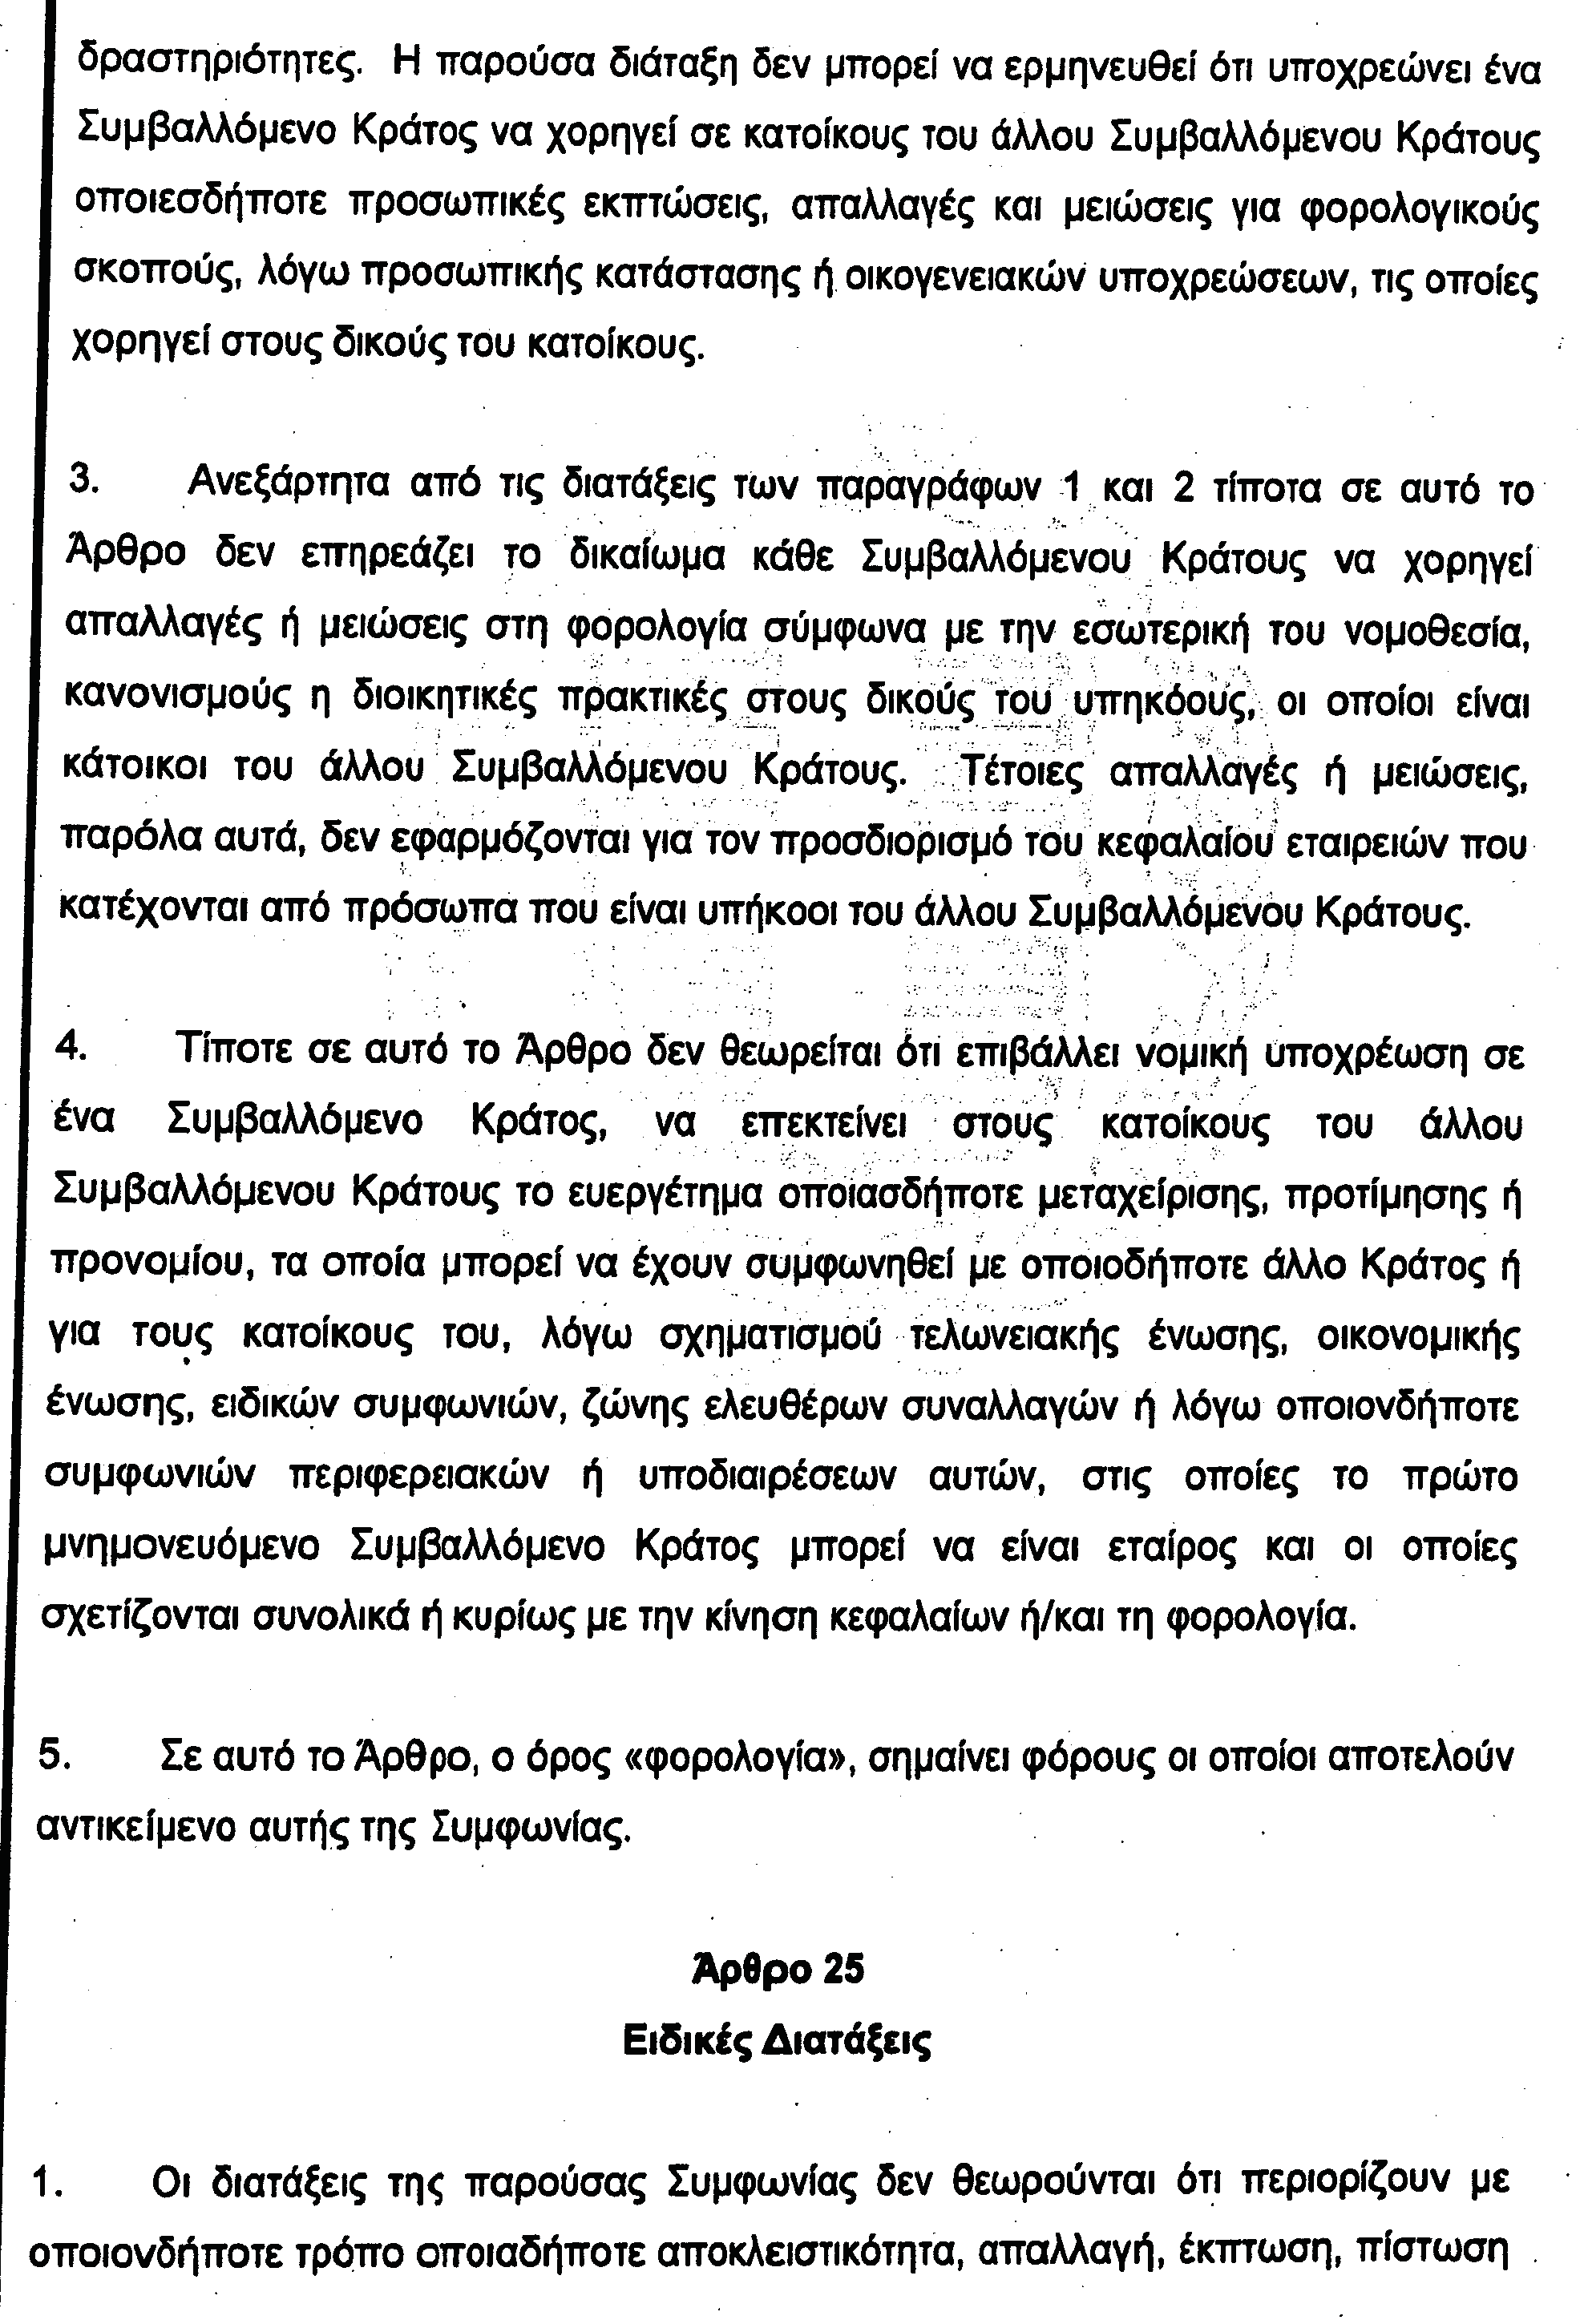 δραστηριότητες. Η παρούσα διάταξη δεν μπορεί να ερμηνευθεί ότι υποχρεώνει ένα
Συμβαλλόμενο Κράτος να χορηγεί σε κατοίκους του άλλου Συμβαλλόμενου Κράτους
οποιεσδήποτε προσωπικές εκπτώσεις, απαλλαγές και μειώσεις για φορολογικούς
σκοπούς, λόγω προσωπικής κατάστασης ή οικογενειακών υποχρεώσεων, τις οποίες
χορηγεί στους δικούς του κατοίκους.
3. Ανεξάρτητα από τις διατάξεις των παραγράφων 1 και 2 τίποτα σε αυτό το
Άρθρο δεν επηρεάζει το δικαίωμα κάθε Συμβαλλόμενου Κράτους να χορηγεί
απαλλαγές ή μειώσεις στη φορολογία σύμφωνα με την εσωτερική του νομοθεσία,
κανονισμούς η διοικητικές πρακτικές στους δικούς του υπηκόους, οι οποίοι είναι
κάτοικοι του άλλου Συμβαλλόμενου Κράτους. Τέτοιες απαλλαγές ή μειώσεις,
παρόλα αυτά, δεν εφαρμόζονται για τον προσδιορισμό του κεφαλαίου εταιρειών που
κατέχονται από πρόσωπα που είναι υπήκοοι του άλλου Συμβαλλόμενου Κράτους.
4. Τίποτε σε αυτό το Άρθρο δεν θεωρείται ότι επιβάλλει νομική υποχρέωση σε
ένα Συμβαλλόμενο Κράτος, να επεκτείνει στους κατοίκους του άλλου
Συμβαλλόμενου Κράτους το ευεργέτημα οποιασδήποτε μεταχείρισης, προτίμησης ή
προνομίου, τα οποία μπορεί να έχουν συμφωνηθεί με οποιοδήποτε άλλο Κράτος ή
για τους κατοίκους του, λόγω σχηματισμού τελωνειακής ένωσης, οικονομικής
ένωσης, ειδικών συμφωνιών, ζώνης ελευθέρων συναλλαγών ή λόγω οποιονδήποτε
συμφωνιών περιφερειακών ή υποδιαιρέσεων αυτών, στις οποίες το πρώτο
μνημονευόμενο Συμβαλλόμενο Κράτος μπορεί να είναι εταίρος και οι οποίες
σχετίζονται συνολικά ή κυρίως με την κίνηση κεφαλαίων ή/και τη φορολογία.
5. Σε αυτό το Άρθρο, ο όρος «φορολογία», σημαίνει φόρους οι οποίοι αποτελούν
αντικείμενο αυτής της Συμφωνίας.
Άρθρο 25
Ειδικές Διατάξεις
1. Οι διατάξεις της παρούσας Συμφωνίας δεν θεωρούνται ότι περιορίζουν με
οποιονδήποτε τρόπο οποιαδήποτε αποκλειστικότητα, απαλλαγή, έκπτωση, πίστωση